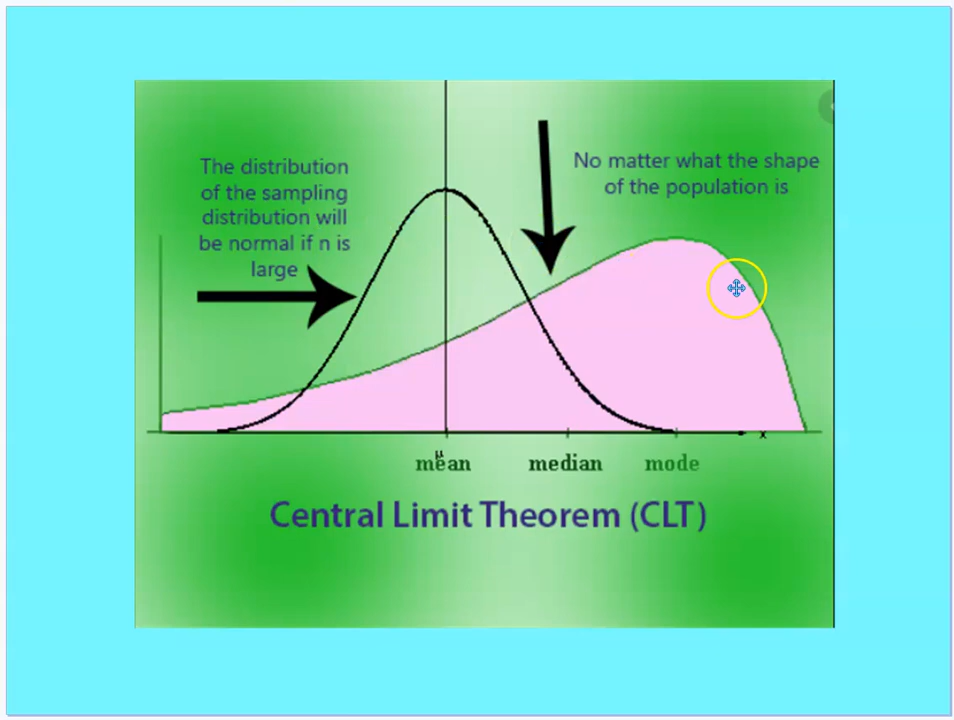 The distribution
of the sampling
distribution will
be normal if n is
large
No matter what the shape
of the population is
x
μ
mean
median
mode
Central Limit Theorem (CLT)